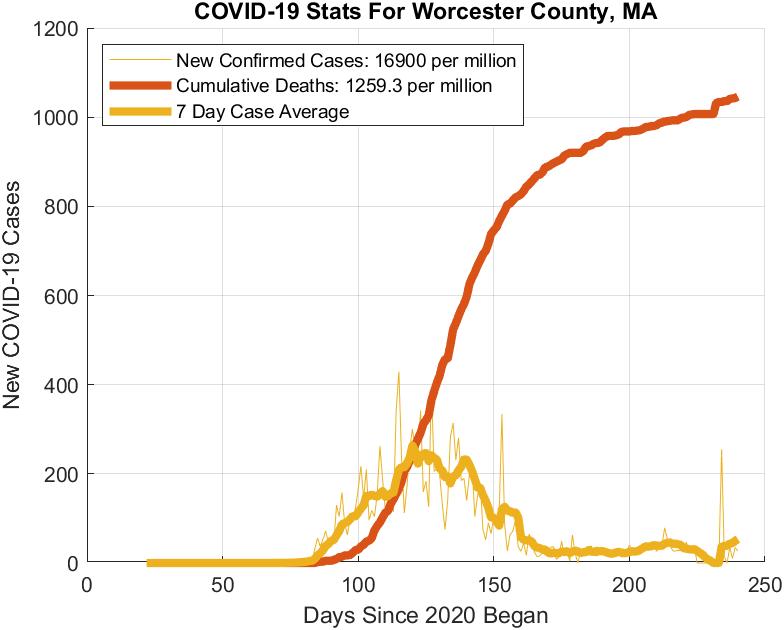 COVID-19 Stats For Worcester County, MA
New Confirmed Cases: 16900 per million
Cumulative Deaths: 1259.3 per million
7 Day Case Average
New COVID-19 Cases
1200
1000
800
600
400
200
0
0 50 100 150 200 250
Days Since 2020 Began